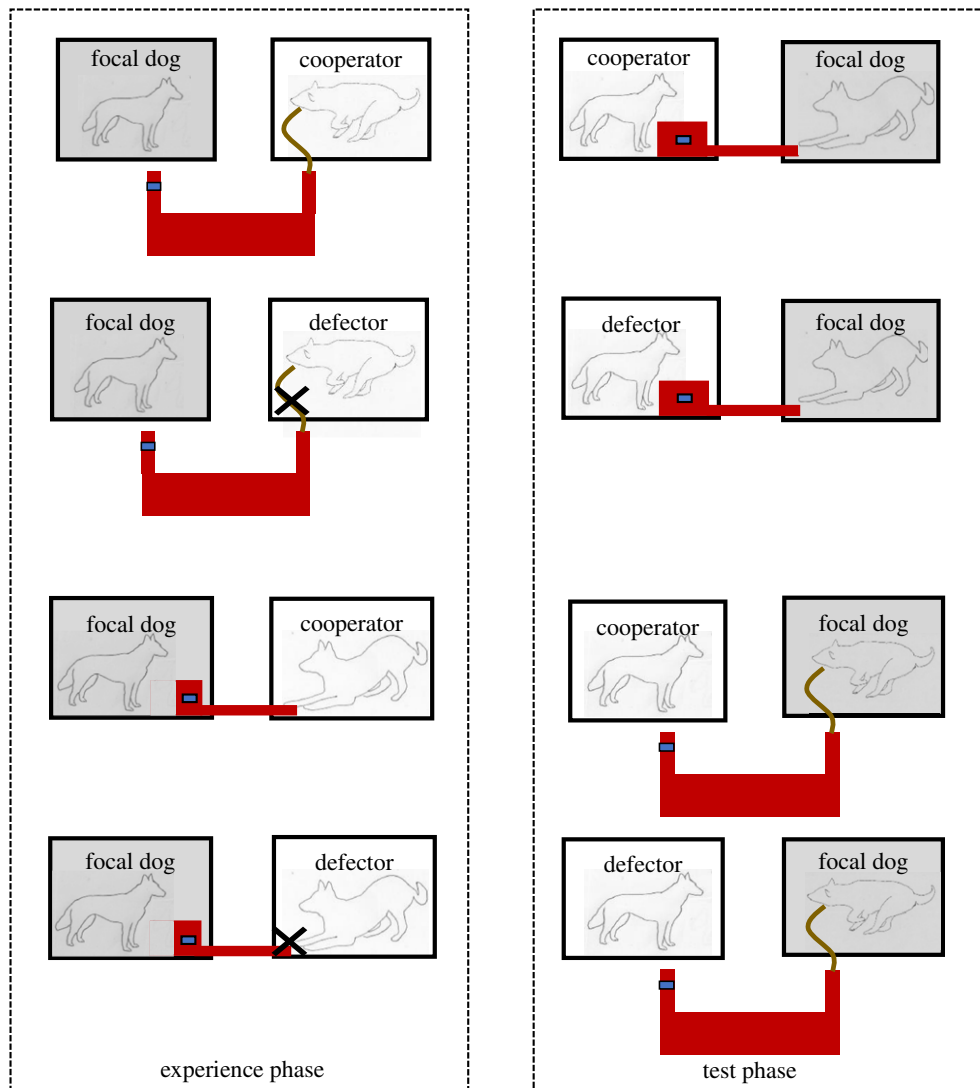 focal dog
cooperator
focal dog
defector
focal dog
cooperator
focal dog
defector
experience phase
cooperator
focal dog
defector
focal dog
cooperator
focal dog
defector
focal dog
test phase